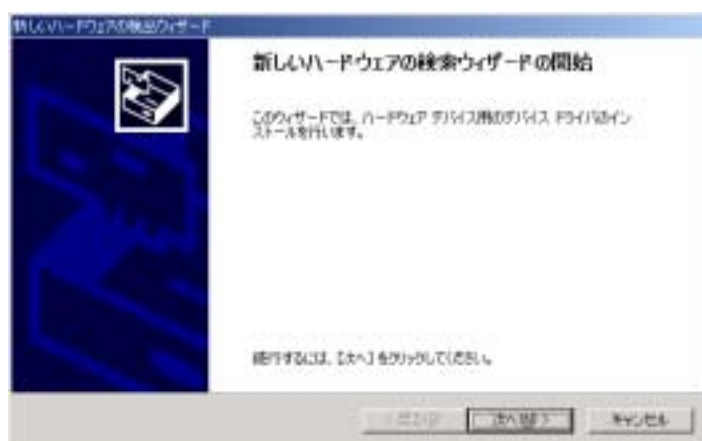 新しいハードウェアの検出ウィザード
新しいハードウェアの検索ウィザードの開始
このウィザードでは、ハードウェア デバイス用のデバイス ドライバのイン
ストールを行います。
続行するには、[次へ] をクリックしてください。
次へ(N) >
キャンセル